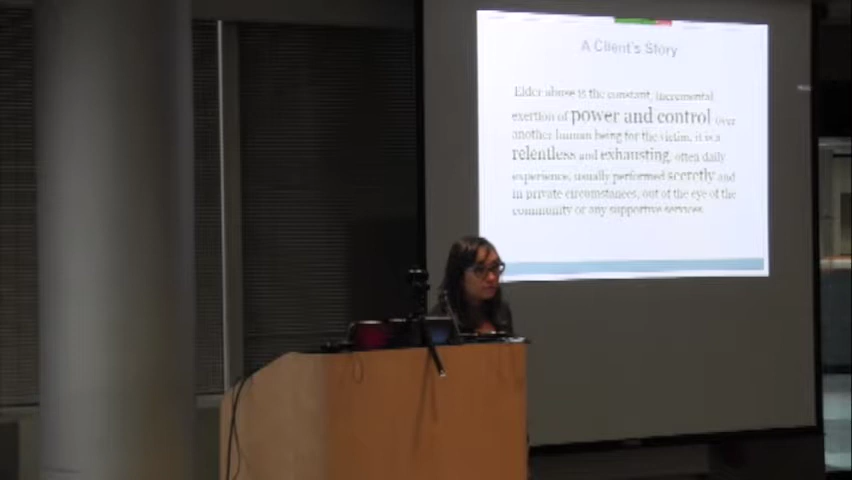 A Client's Story
Elder abuse is the constant, incremental
exertion of power and control over
another human being for the victim, it is a
relentless and exhausting, often daily
experience, usually performed secretly and
in private circumstances, out of the eye of the
community or any supportive services.